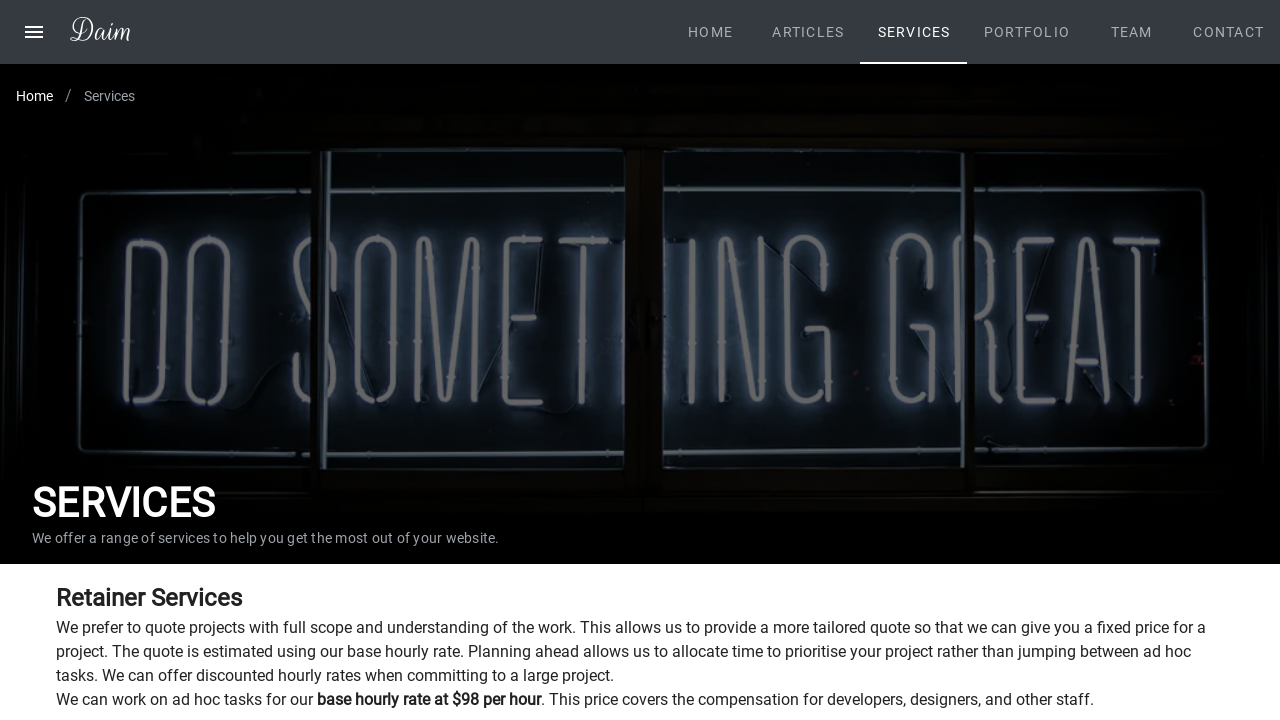 Daim
HOME ARTICLES SERVICES PORTFOLIO TEAM CONTACT
Home / Services
DO SOMETHING GREAT
SERVICES
We offer a range of services to help you get the most out of your website.
Retainer Services
We prefer to quote projects with full scope and understanding of the work. This allows us to provide a more tailored quote so that we can give you a fixed price for a
project. The quote is estimated using our base hourly rate. Planning ahead allows us to allocate time to prioritise your project rather than jumping between ad hoc
tasks. We can offer discounted hourly rates when committing to a large project.
We can work on ad hoc tasks for our base hourly rate at $98 per hour. This price covers the compensation for developers, designers, and other staff.